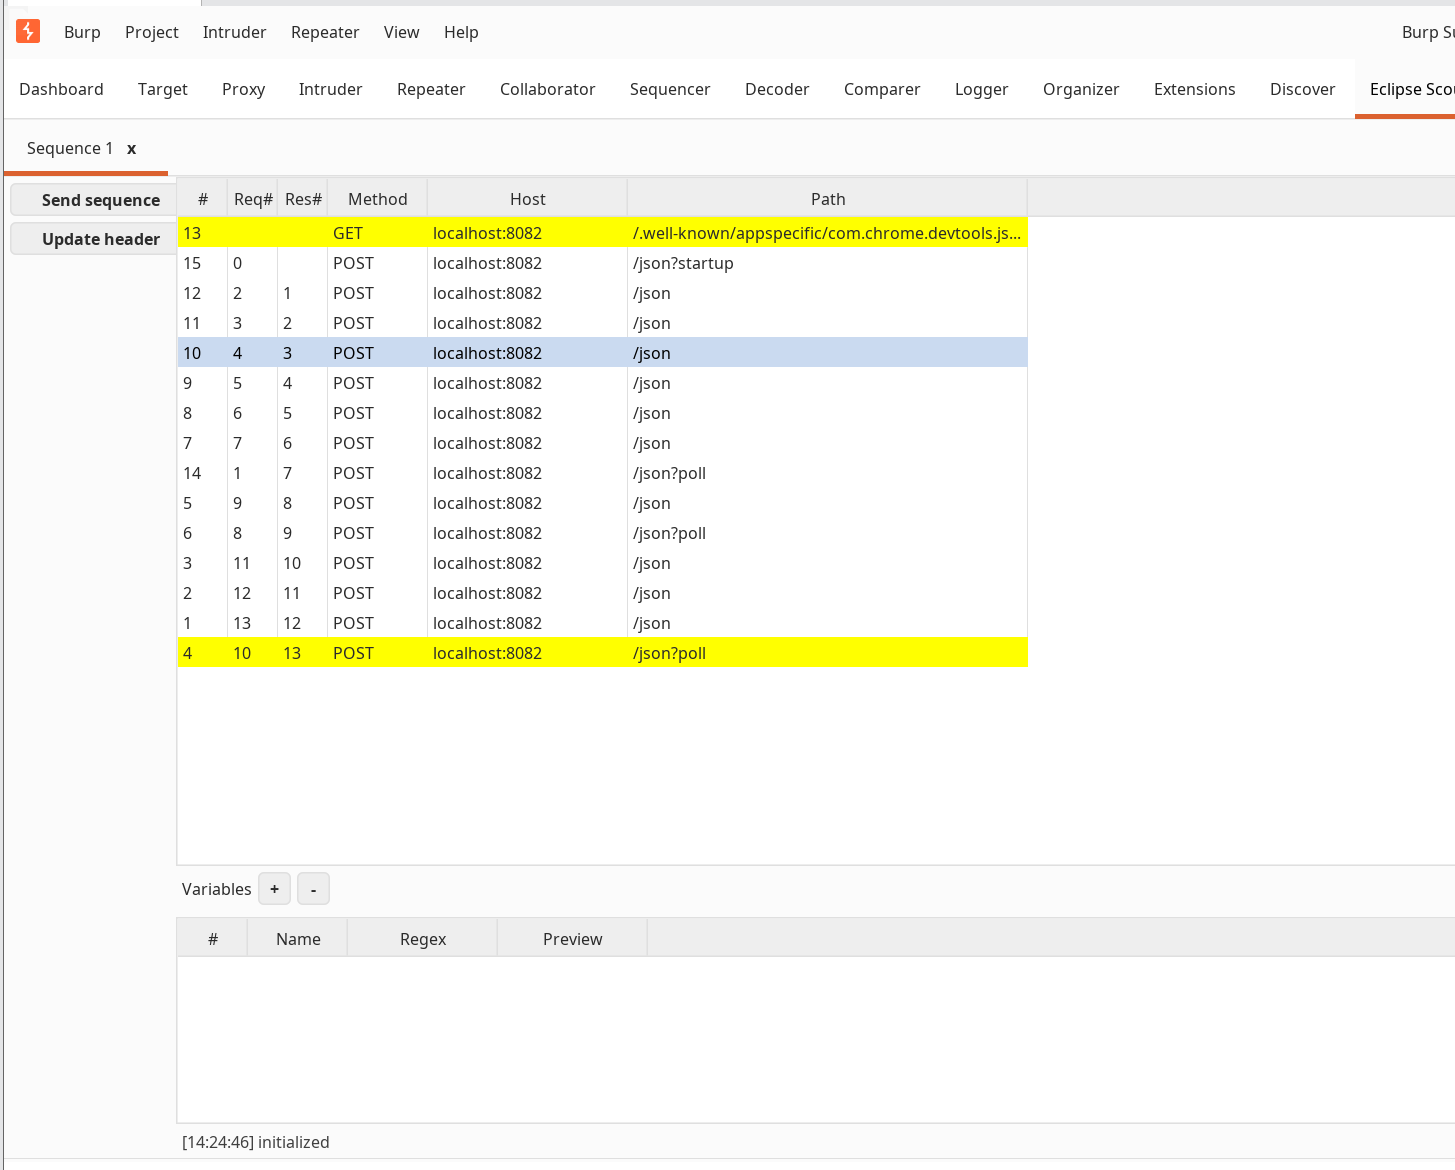 Burp Project Intruder Repeater View Help Burp Su
Dashboard Target Proxy Intruder Repeater Collaborator Sequencer Decoder Comparer Logger Organizer Extensions Discover Eclipse Scou
Sequence 1 x
Send sequence
Update header
# Req# Res# Method Host Path
13 GET localhost:8082 /.well-known/appspecific/com.chrome.devtools.js...
15 0 POST localhost:8082 /json?startup
12 2 1 POST localhost:8082 /json
11 3 2 POST localhost:8082 /json
10 4 3 POST localhost:8082 /json
9 5 4 POST localhost:8082 /json
8 6 5 POST localhost:8082 /json
7 7 6 POST localhost:8082 /json
14 1 7 POST localhost:8082 /json?poll
5 9 8 POST localhost:8082 /json
6 8 9 POST localhost:8082 /json?poll
3 11 10 POST localhost:8082 /json
2 12 11 POST localhost:8082 /json
1 13 12 POST localhost:8082 /json
4 10 13 POST localhost:8082 /json?poll
Variables + -
# Name Regex Preview
[14:24:46] initialized